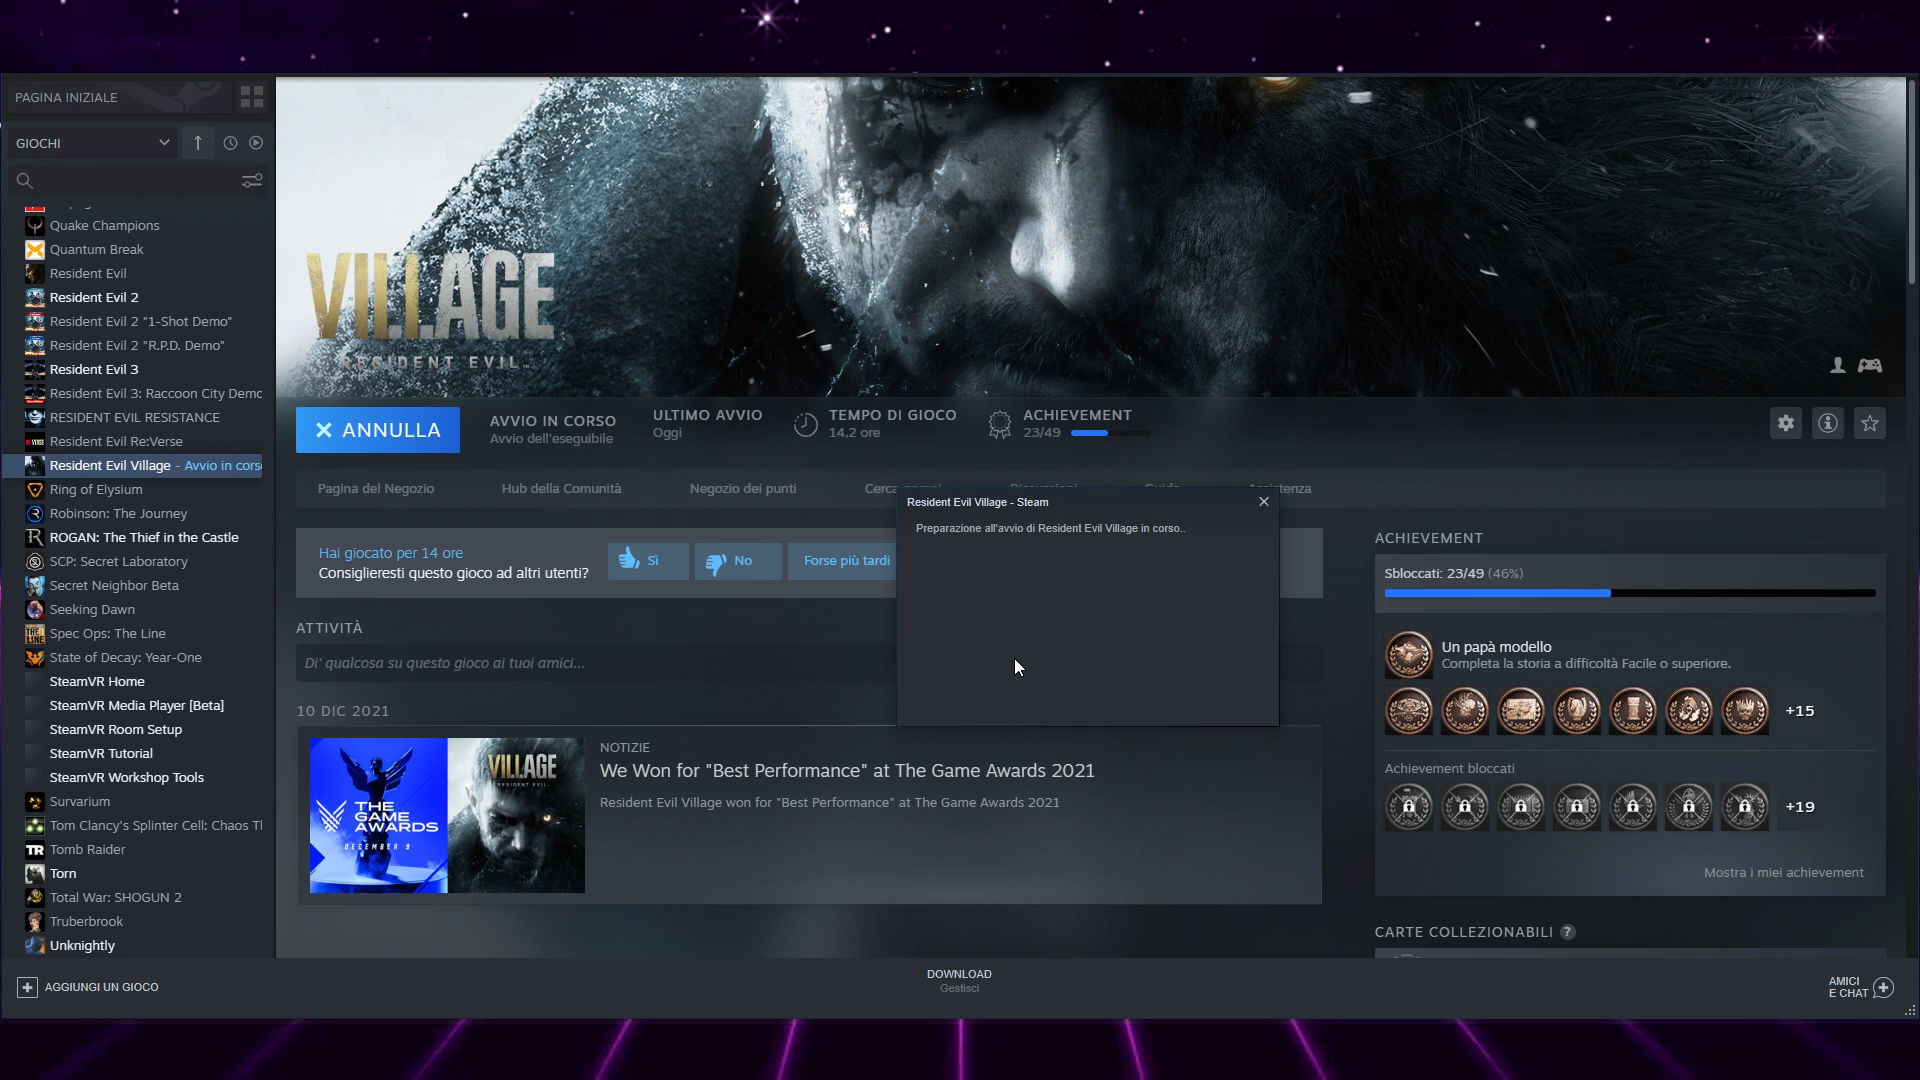 PAGINA INIZIALE
GIOCHI
Quake Champions
Quantum Break
Resident Evil
Resident Evil 2
Resident Evil 2 "1-Shot Demo"
Resident Evil 2 "R.P.D. Demo"
Resident Evil 3
Resident Evil 3: Raccoon City Demo
RESIDENT EVIL RESISTANCE
Resident Evil Re:Verse
Resident Evil Village - Avvio in corso
Ring of Elysium
Robinson: The Journey
ROGAN: The Thief in the Castle
SCP: Secret Laboratory
Secret Neighbor Beta
Seeking Dawn
Spec Ops: The Line
State of Decay: Year-One
SteamVR Home
SteamVR Media Player [Beta]
SteamVR Room Setup
SteamVR Tutorial
SteamVR Workshop Tools
Survarium
Tom Clancy's Splinter Cell: Chaos
Tomb Raider
Torn
Total War: SHOGUN 2
Truberbrook
Unknightly
AGGIUNGI UN GIOCO
VILLAGE
RESIDENT EVIL
ANNULLA
AVVIO IN CORSO
Avvio dell'eseguibile
ULTIMO AVVIO
Oggi
TEMPO DI GIOCO
14,2 ore
ACHIEVEMENT
23/49
Pagina del Negozio
Hub della Comunità
Negozio dei punti
Resident Evil Village - Steam
Preparazione all'avvio di Resident Evil Village in corso..
Hai giocato per 14 ore
Consiglieresti questo gioco ad altri utenti?
Sì
No
Forse più tardi
ATTIVITÀ
Di' qualcosa su questo gioco ai tuoi amici...
10 DIC 2021
THE
GAME
AWARDS
DECEMBER 9
VILLAGE
RESIDENT EVIL
NOTIZIE
We Won for "Best Performance" at The Game Awards 2021
Resident Evil Village won for "Best Performance" at The Game Awards 2021
ACHIEVEMENT
Sbloccati: 23/49 (46%)
Un papà modello
Completa la storia a difficoltà Facile o superiore.
+15
Achievement bloccati
+19
Mostra i miei achievement
CARTE COLLEZIONABILI ?
DOWNLOAD
Gestisci
AMICI
E CHAT